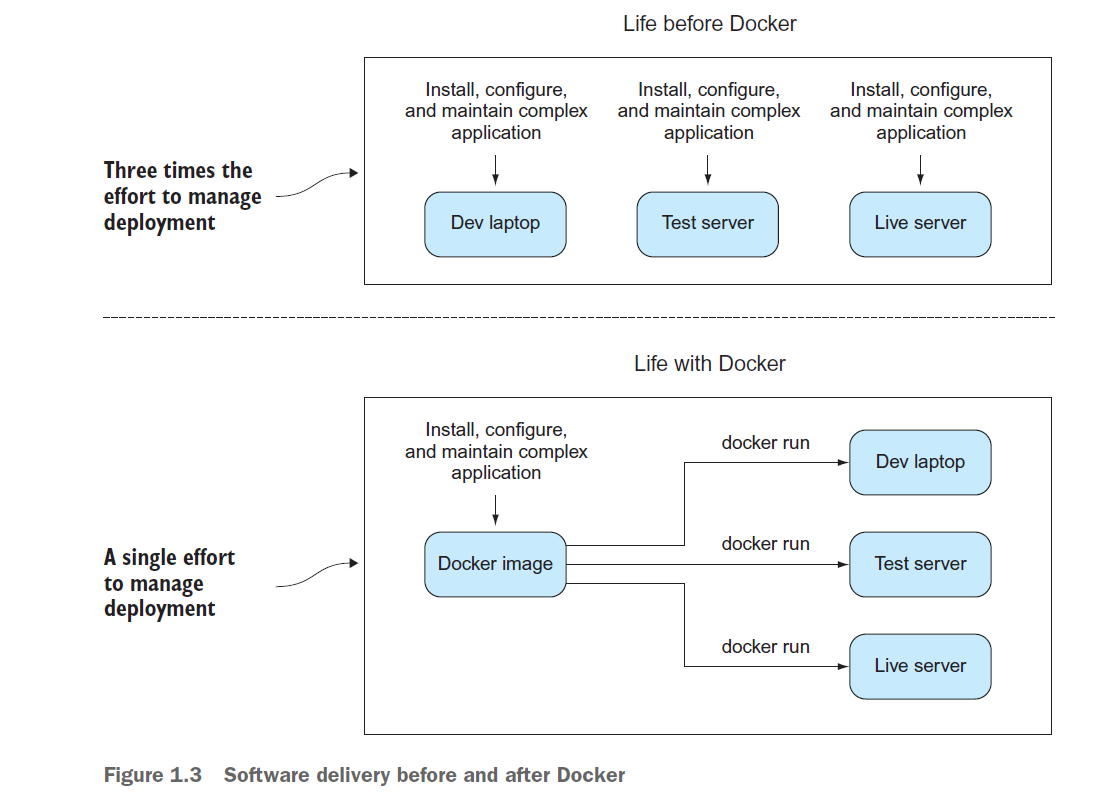 Life before Docker
Install, configure,
and maintain complex
application
Install, configure,
and maintain complex
application
Install, configure,
and maintain complex
application
Three times the
effort to manage
deployment
Dev laptop
Test server
Live server
Life with Docker
Install, configure,
and maintain complex
application
docker run
Dev laptop
A single effort
to manage
deployment
Docker image
docker run
Test server
docker run
Live server
Figure 1.3 Software delivery before and after Docker